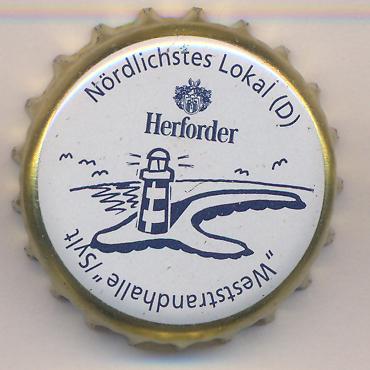 Nördlichstes Lokal (D)
Herforder
„Weststrandhalle“/Sylt